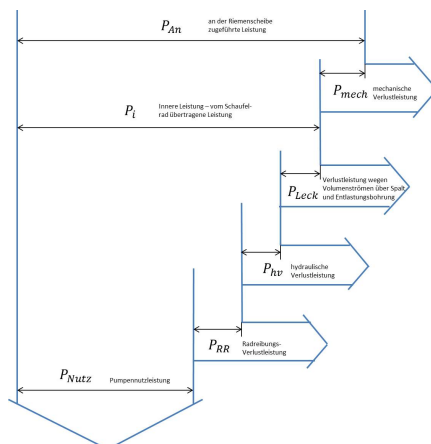 P_An
an der Riemenscheibe
zugeführte Leistung
P_mech
mechanische
Verlustleistung
P_i
Innere Leistung – vom Schaufel-
rad übertragene Leistung
P_Leck
Verlustleistung wegen
Volumenströmen über Spalt
und Entlastungsbohrung
P_hv
hydraulische
Verlustleistung
P_RR
Radreibungs-
Verlustleistung
P_Nutz
Pumpennutzleistung